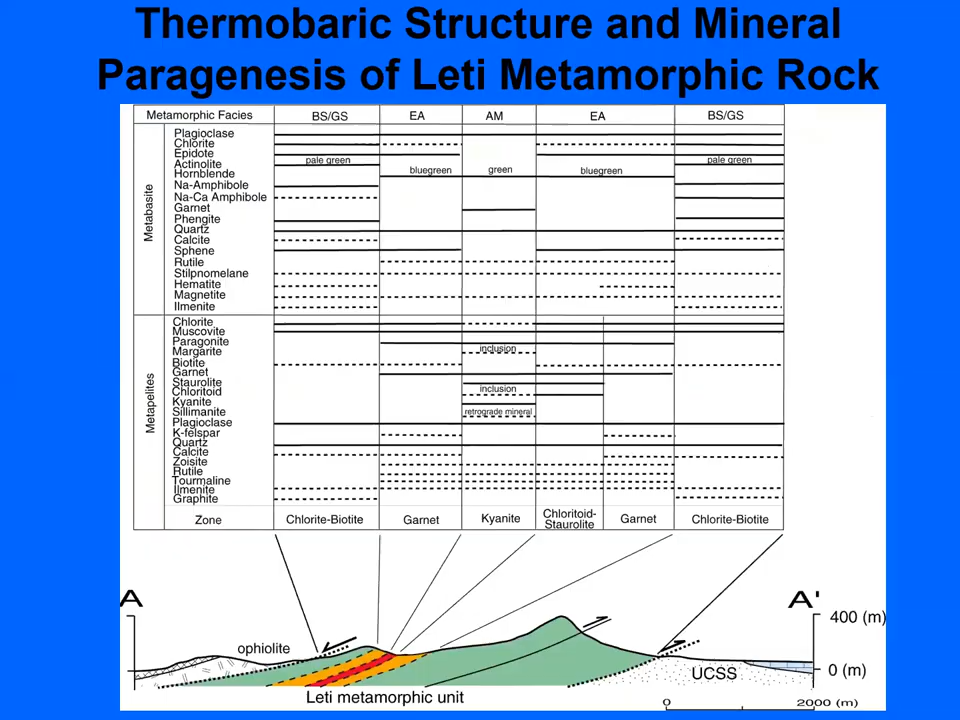 Thermobaric Structure and Mineral
Paragenesis of Leti Metamorphic Rock
Metamorphic Facies BS/GS EA AM EA BS/GS
Metabasite
Plagioclase
Chlorite
Epidote
pale green pale green
Actinolite
bluegreen green bluegreen
Hornblende
Na-Amphibole
Na-Ca Amphibole
Garnet
Phengite
Quartz
Calcite
Sphene
Rutile
Stilpnomelane
Hematite
Magnetite
Ilmenite
Metapelites
Chlorite
Muscovite
Paragonite
Margarite inclusion
Biotite
Garnet
Staurolite
Chloritoid inclusion
Kyanite
Sillimanite retrograde mineral
Plagioclase
K-felspar
Quartz
Calcite
Zoisite
Rutile
Tourmaline
Ilmenite
Graphite
Zone Chlorite-Biotite Garnet Kyanite Chloritoid-Staurolite Garnet Chlorite-Biotite
A A'
400 (m)
ophiolite
0 (m)
UCSS
Leti metamorphic unit
0 2000 (m)